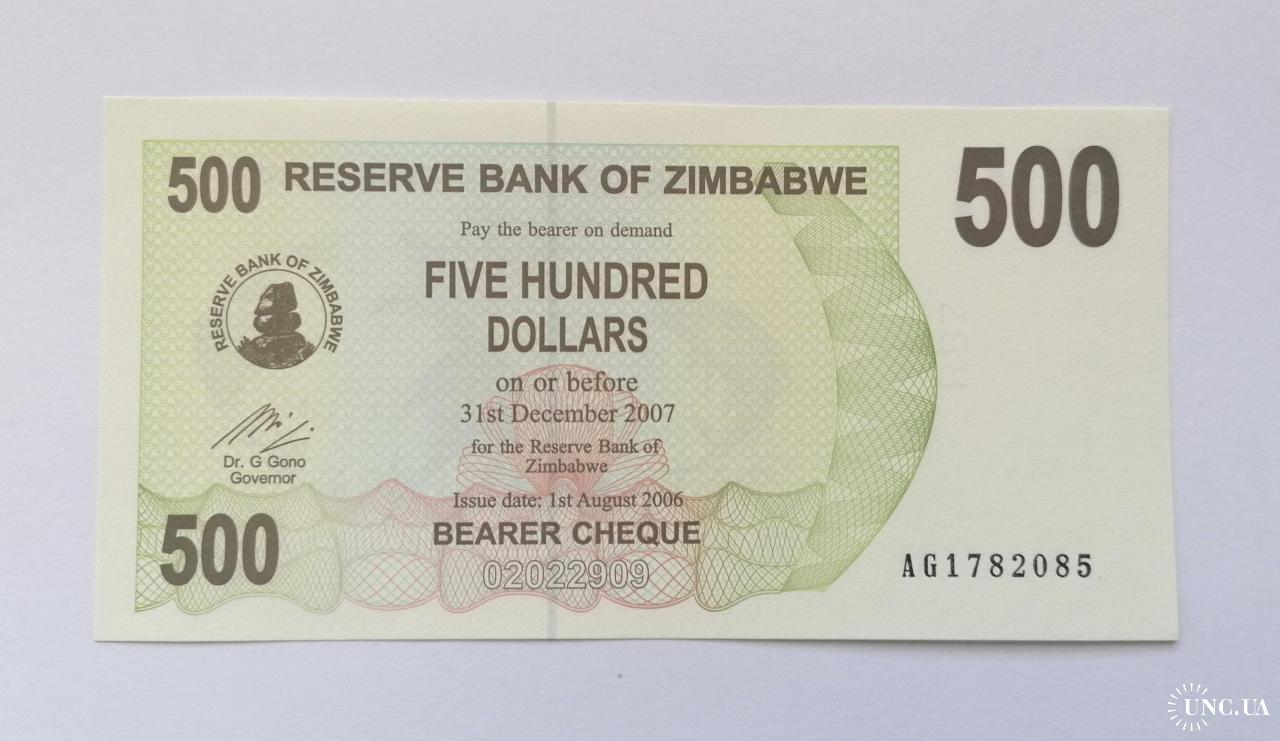 500
RESERVE BANK OF ZIMBABWE
500
Pay the bearer on demand
RESERVE BANK OF ZIMBABWE
FIVE HUNDRED
DOLLARS
on or before
31st December 2007
for the Reserve Bank of
Zimbabwe
Dr. G Gono
Governor
Issue date: 1st August 2006
BEARER CHEQUE
02022909
500
AG1782085
UNC.UA